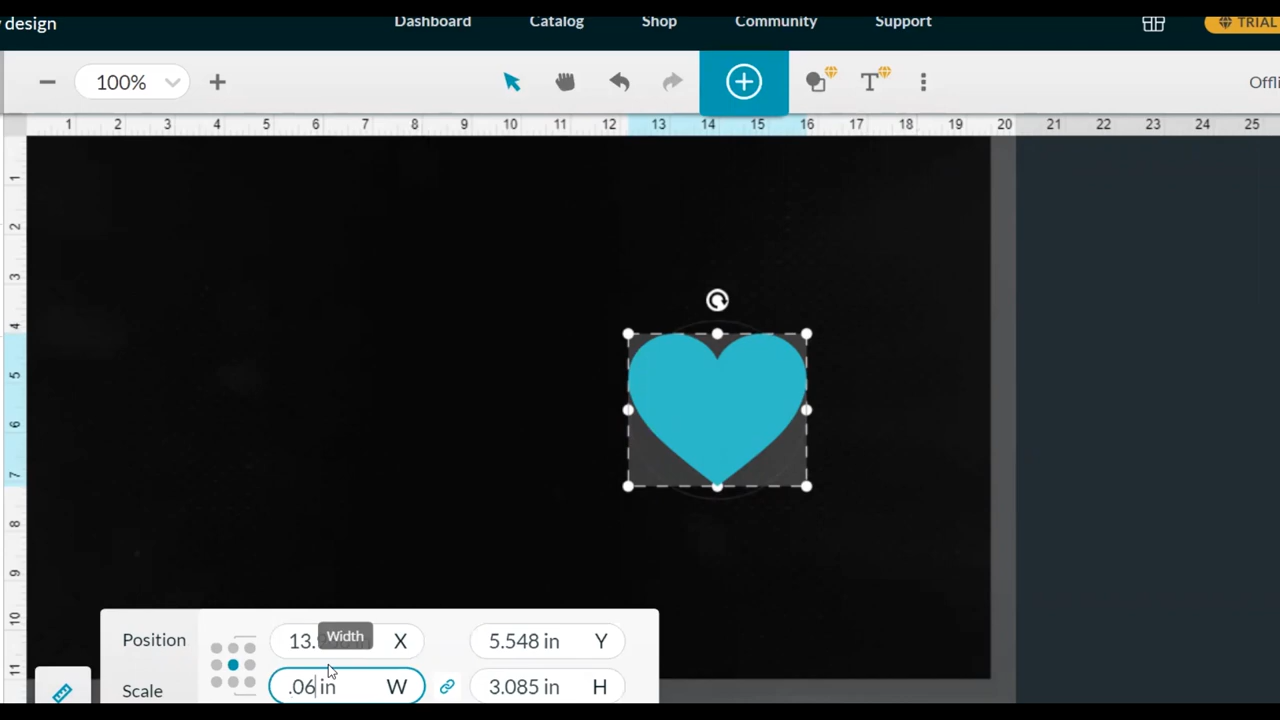 design
Dashboard Catalog Shop Community Support TRIAL
100% T Offli
1 2 3 4 5 6 7 8 9 10 11 12 13 14 15 16 17 18 19 20 21 22 23 24 25
1
2
3
4
5
6
7
8
9
10
11
Position 13. X 5.548 in Y
Width
Scale .06 in W 3.085 in H